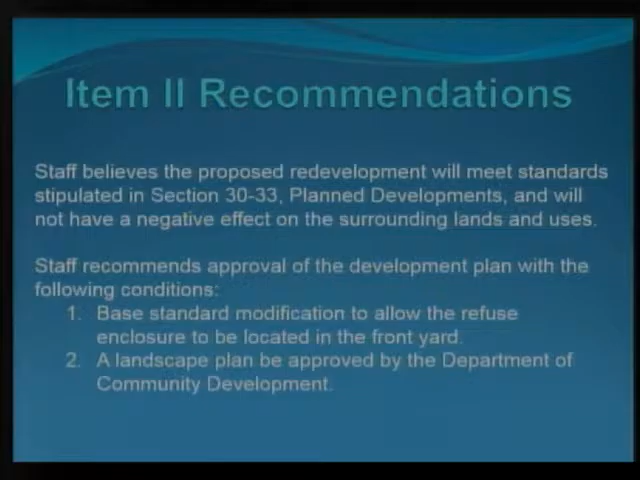 Item II Recommendations
Staff believes the proposed redevelopment will meet standards
stipulated in Section 30-33, Planned Developments, and will
not have a negative effect on the surrounding lands and uses.
Staff recommends approval of the development plan with the
following conditions:
1. Base standard modification to allow the refuse
enclosure to be located in the front yard.
2. A landscape plan be approved by the Department of
Community Development.